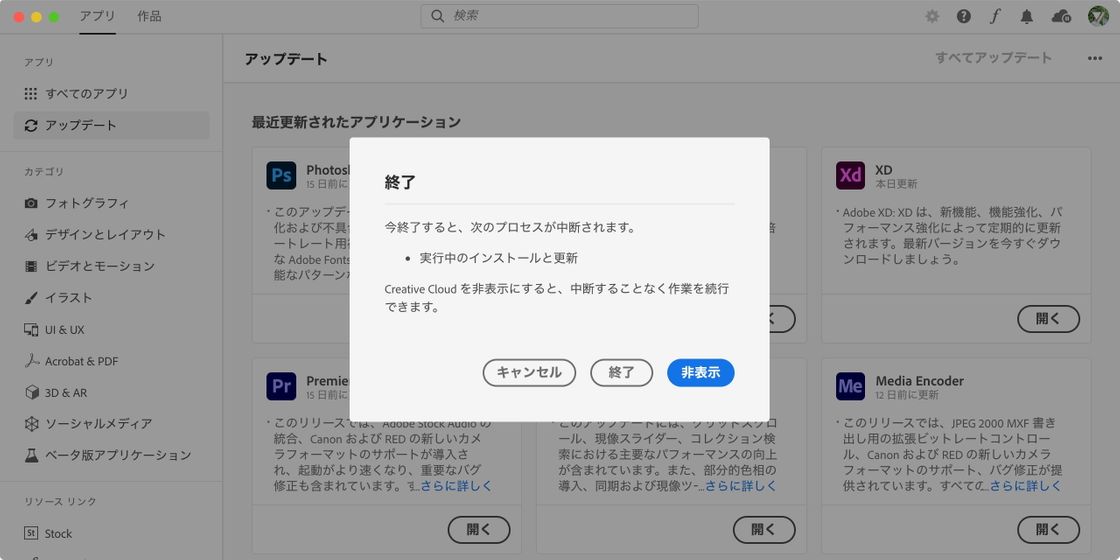 アプリ
作品
検索
アプリ
すべてのアプリ
アップデート
カテゴリ
フォトグラフィ
デザインとレイアウト
ビデオとモーション
イラスト
UI & UX
Acrobat & PDF
3D & AR
ソーシャルメディア
ベータ版アプリケーション
リソース リンク
St Stock
アップデート
すべてアップデート
最近更新されたアプリケーション
Ps
15 日前に
・このアップデー
化および不具合
ートレート用
な Adobe Fonts
能なパターン
Xd
XD
本日更新
・Adobe XD: XD は、新機能、機能強化、パ
フォーマンス強化によって定期的に更新
されます。最新バージョンを今すぐダウ
ンロードしましょう。
開く
終了
今終了すると、次のプロセスが中断されます。
• 実行中のインストールと更新
Creative Cloud を非表示にすると、中断することなく作業を続行
できます。
キャンセル
終了
非表示
Pr
15 日前に
・このリリースでは、Adobe Stock Audio の
統合、Canon および RED の新しいカメ
ラフォーマットのサポートが導入さ
れ、起動がより速くなり、重要なバグ
修正も含まれています。す...さらに詳しく
開く
・このアップデートには、グリッドスクロ
ール、現像スライダー、コレクション検
索における主要なパフォーマンスの向上
が含まれています。また、部分的色相の
導入、同期および現像ツー...さらに詳しく
開く
Me
Media Encoder
12 日前に更新
・このリリースでは、JPEG 2000 MXF 書き
出し用の拡張ビットレートコントロー
ル、Canon および RED の新しいカメラ
フォーマットのサポート、バグ修正が提
供されています。すべての...さらに詳しく
開く